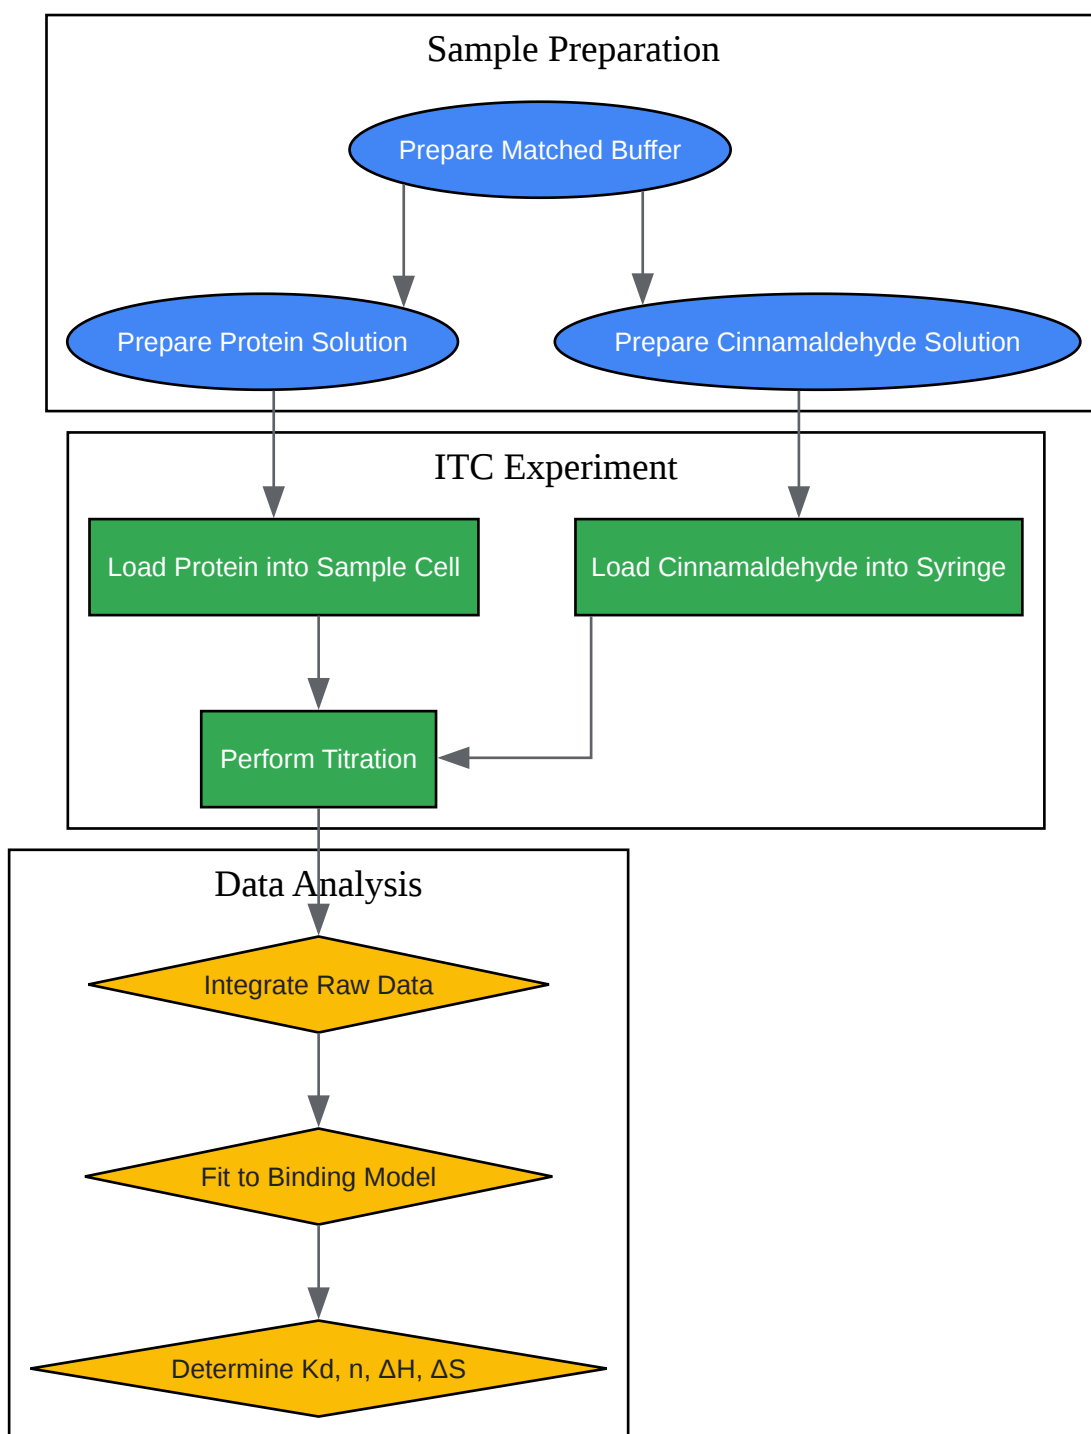 Sample Preparation
Prepare Matched Buffer
Prepare Protein Solution
Prepare Cinnamaldehyde Solution
ITC Experiment
Load Protein into Sample Cell
Load Cinnamaldehyde into Syringe
Perform Titration
Data Analysis
Integrate Raw Data
Fit to Binding Model
Determine Kd, n, ΔH, ΔS